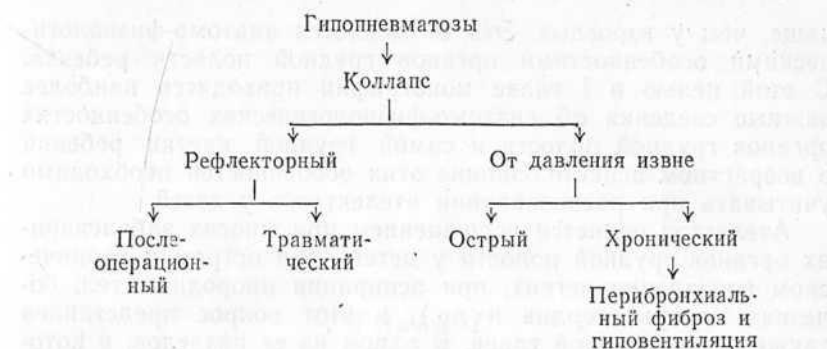 Гипопневматозы
Коллапс
Рефлекторный От давления извне
После-
операцион-
ный
Травмати-
ческий
Острый
Хронический
Перибронхиаль-
ный фиброз и
гиповентиляция